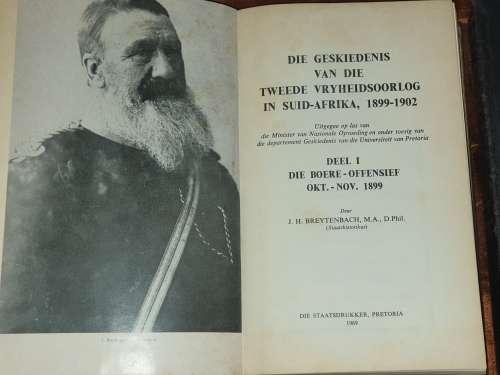 DIE GESKIEDENIS
VAN DIE
TWEEDE VRYHEIDSOORLOG
IN SUID-AFRIKA, 1899-1902
Uitgegee op las van
die Minister van Nasionale Opvoeding en onder toesig van
die departement Geskiedenis van die Universiteit van Pretoria
DEEL I
DIE BOERE-OFFENSIEF
OKT. - NOV. 1899
Deur
J. H. BREYTENBACH, M.A., D.Phil.
(Staatshistorikus)
DIE STAATSDRUKKER, PRETORIA
1969